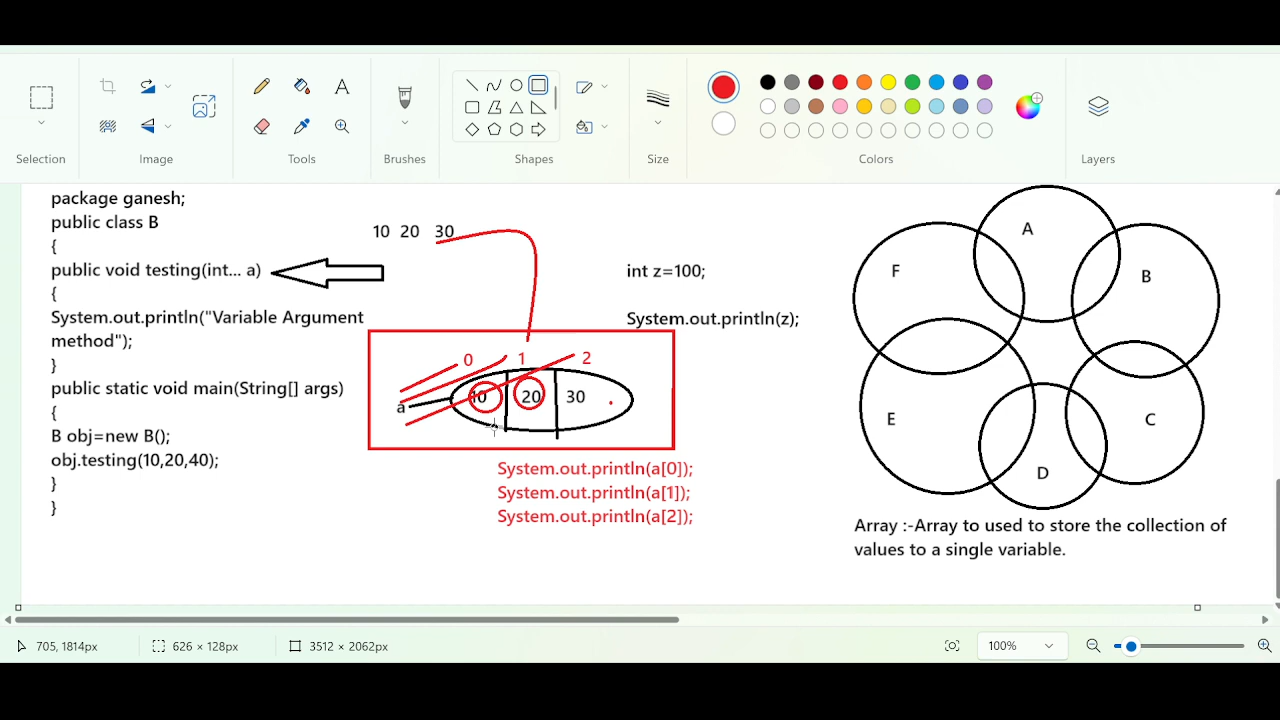 Selection
Image
Tools
Brushes
Shapes
Size
Colors
Layers
package ganesh;
public class B
{
public void testing(int... a)
{
System.out.println("Variable Argument
method");
}
public static void main(String[] args)
{
B obj=new B();
obj.testing(10,20,40);
}
}
10 20 30
0 1 2
a 10 20 30
System.out.println(a[0]);
System.out.println(a[1]);
System.out.println(a[2]);
int z=100;
System.out.println(z);
A
F
B
E
C
D
Array :-Array to used to store the collection of
values to a single variable.
705, 1814px
626 × 128px
3512 × 2062px
100%